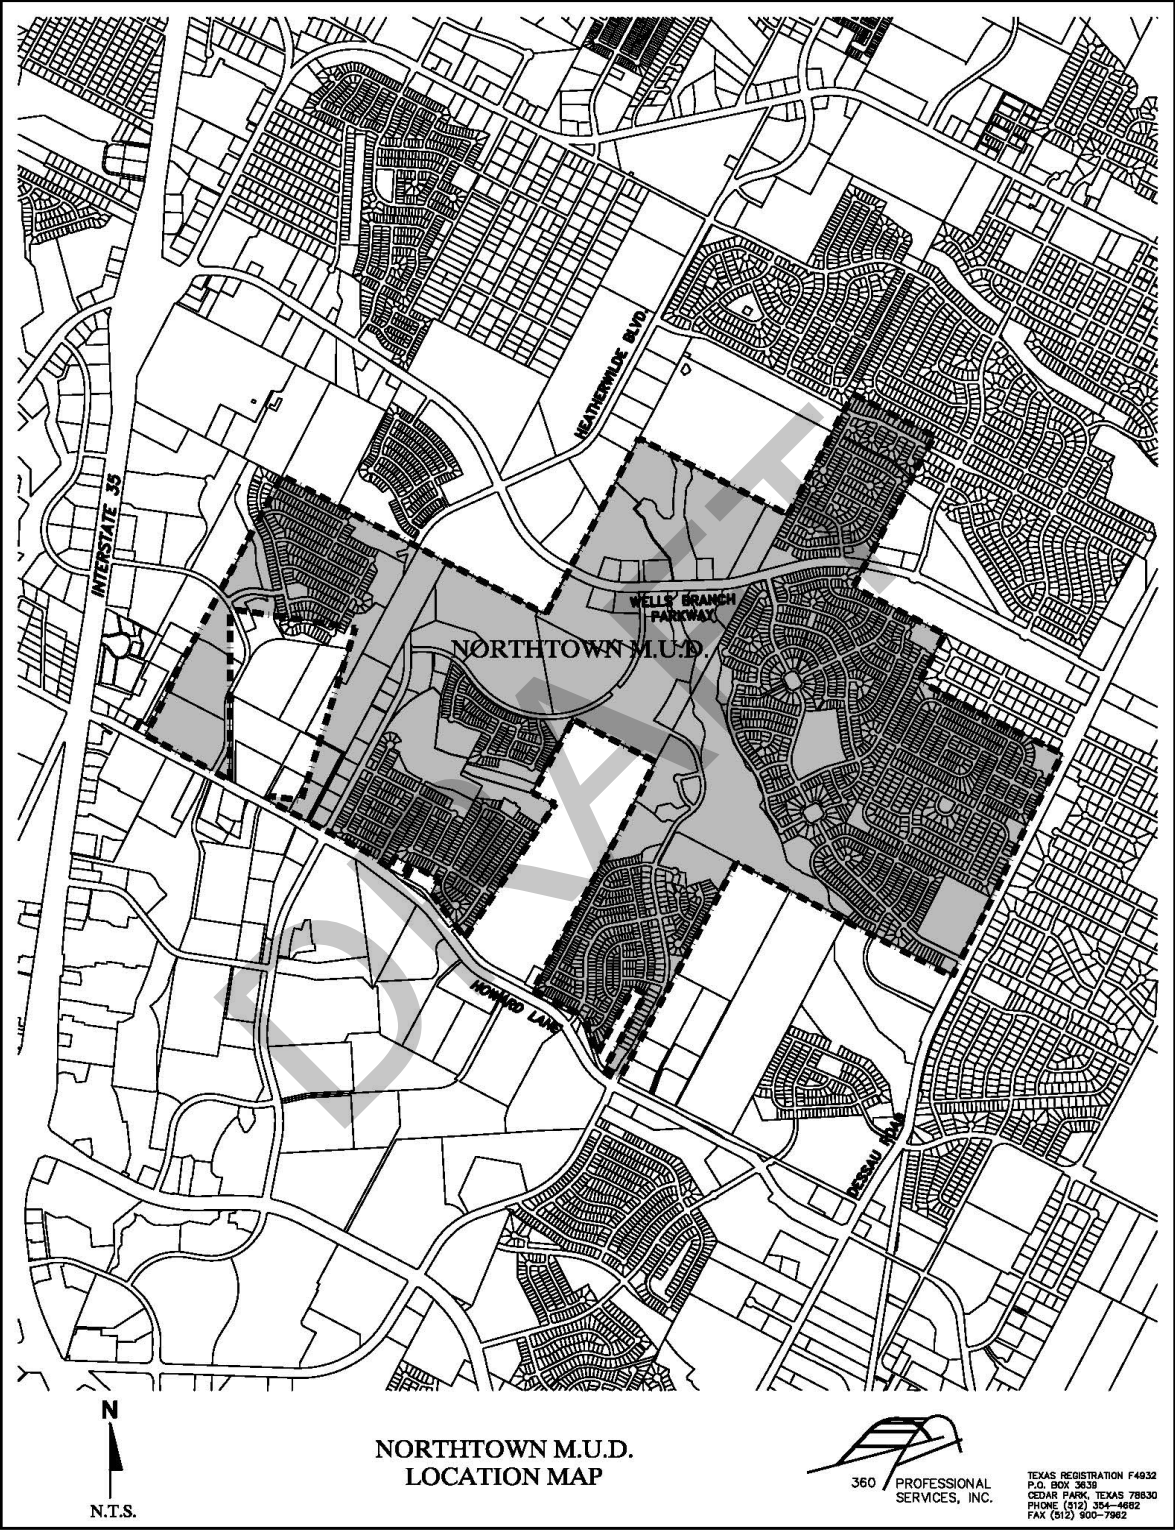 HEATHERWILDE BLVD.
INTERSTATE 35
WELLS BRANCH
PARKWAY
NORTHTOWN M.U.D.
DRAFT
HOWARD LANE
DESSAU ROAD
N
N.T.S.
NORTHTOWN M.U.D.
LOCATION MAP
360 PROFESSIONAL
SERVICES, INC.
TEXAS REGISTRATION F4932
P.O. BOX 3639
CEDAR PARK, TEXAS 78630
PHONE (512) 354-4682
FAX (512) 900-7962